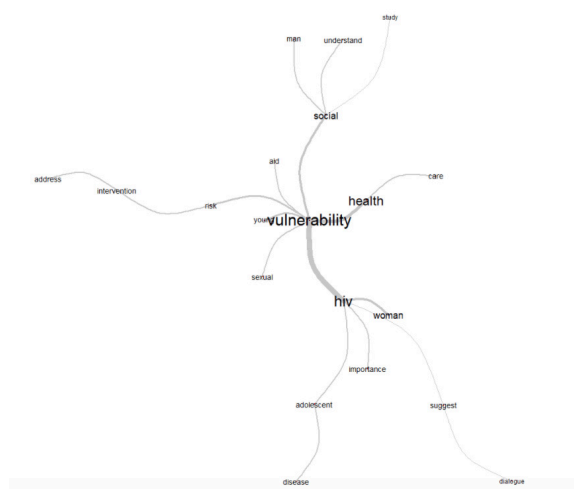 study
man
understand
social
aid
address
intervention
care
health
risk
young
vulnerability
sexual
hiv
woman
importance
adolescent
suggest
disease
dialogue